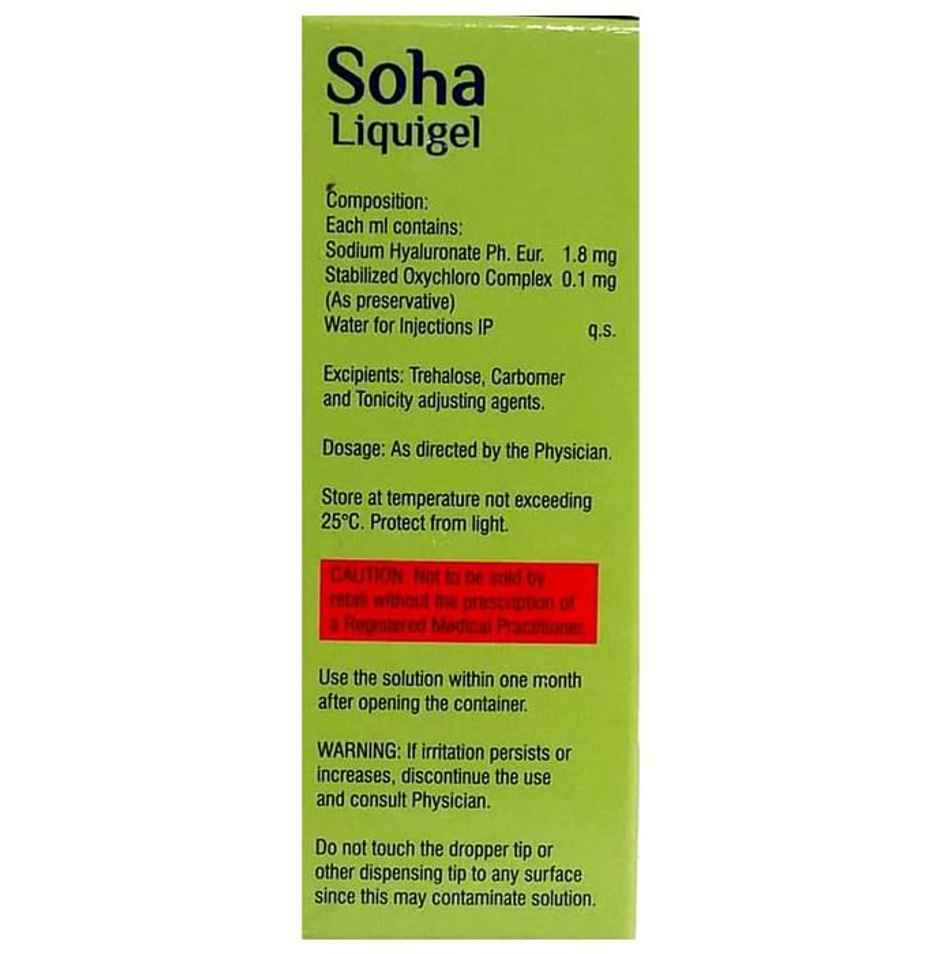 Soha
Liquigel
Composition:
Each ml contains:
Sodium Hyaluronate Ph. Eur. 1.8 mg
Stabilized Oxychloro Complex 0.1 mg
(As preservative)
Water for Injections IP q.s.
Excipients: Trehalose, Carbomer
and Tonicity adjusting agents.
Dosage: As directed by the Physician.
Store at temperature not exceeding
25°C. Protect from light.
CAUTION: Not to be sold by
retail without the prescription of
a Registered Medical Practitioner.
Use the solution within one month
after opening the container.
WARNING: If irritation persists or
increases, discontinue the use
and consult Physician.
Do not touch the dropper tip or
other dispensing tip to any surface
since this may contaminate solution.